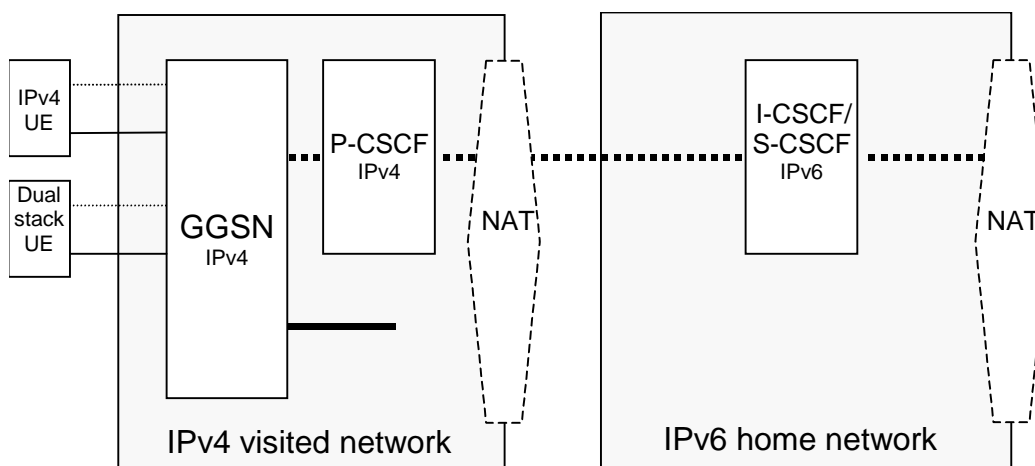 IPv4
UE
Dual
stack
UE
GGSN
IPv4
P-CSCF
IPv4
NAT
IPv4 visited network
I-CSCF/
S-CSCF
IPv6
NAT
IPv6 home network